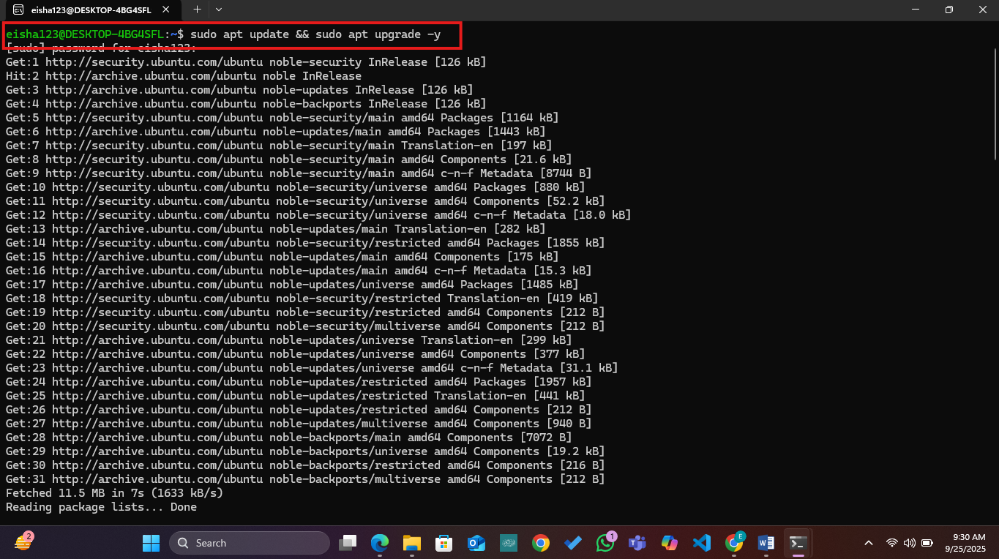 eisha123@DESKTOP-4BG4SFL
eisha123@DESKTOP-4BG4SFL:~$ sudo apt update && sudo apt upgrade -y
[sudo] password for eisha123:
Get:1 http://security.ubuntu.com/ubuntu noble-security InRelease [126 kB]
Hit:2 http://archive.ubuntu.com/ubuntu noble InRelease
Get:3 http://archive.ubuntu.com/ubuntu noble-updates InRelease [126 kB]
Get:4 http://archive.ubuntu.com/ubuntu noble-backports InRelease [126 kB]
Get:5 http://security.ubuntu.com/ubuntu noble-security/main amd64 Packages [1164 kB]
Get:6 http://archive.ubuntu.com/ubuntu noble-updates/main amd64 Packages [1443 kB]
Get:7 http://security.ubuntu.com/ubuntu noble-security/main Translation-en [197 kB]
Get:8 http://security.ubuntu.com/ubuntu noble-security/main amd64 Components [21.6 kB]
Get:9 http://security.ubuntu.com/ubuntu noble-security/main amd64 c-n-f Metadata [8744 B]
Get:10 http://security.ubuntu.com/ubuntu noble-security/universe amd64 Packages [880 kB]
Get:11 http://security.ubuntu.com/ubuntu noble-security/universe amd64 Components [52.2 kB]
Get:12 http://security.ubuntu.com/ubuntu noble-security/universe amd64 c-n-f Metadata [18.0 kB]
Get:13 http://archive.ubuntu.com/ubuntu noble-updates/main Translation-en [282 kB]
Get:14 http://security.ubuntu.com/ubuntu noble-security/restricted amd64 Packages [1855 kB]
Get:15 http://archive.ubuntu.com/ubuntu noble-updates/main amd64 Components [175 kB]
Get:16 http://archive.ubuntu.com/ubuntu noble-updates/main amd64 c-n-f Metadata [15.3 kB]
Get:17 http://archive.ubuntu.com/ubuntu noble-updates/universe amd64 Packages [1485 kB]
Get:18 http://security.ubuntu.com/ubuntu noble-security/restricted Translation-en [419 kB]
Get:19 http://security.ubuntu.com/ubuntu noble-security/restricted amd64 Components [212 B]
Get:20 http://security.ubuntu.com/ubuntu noble-security/multiverse amd64 Components [212 B]
Get:21 http://archive.ubuntu.com/ubuntu noble-updates/universe Translation-en [299 kB]
Get:22 http://archive.ubuntu.com/ubuntu noble-updates/universe amd64 Components [377 kB]
Get:23 http://archive.ubuntu.com/ubuntu noble-updates/universe amd64 c-n-f Metadata [31.1 kB]
Get:24 http://archive.ubuntu.com/ubuntu noble-updates/restricted amd64 Packages [1957 kB]
Get:25 http://archive.ubuntu.com/ubuntu noble-updates/restricted Translation-en [441 kB]
Get:26 http://archive.ubuntu.com/ubuntu noble-updates/restricted amd64 Components [212 B]
Get:27 http://archive.ubuntu.com/ubuntu noble-updates/multiverse amd64 Components [940 B]
Get:28 http://archive.ubuntu.com/ubuntu noble-backports/main amd64 Components [7072 B]
Get:29 http://archive.ubuntu.com/ubuntu noble-backports/universe amd64 Components [19.2 kB]
Get:30 http://archive.ubuntu.com/ubuntu noble-backports/restricted amd64 Components [216 B]
Get:31 http://archive.ubuntu.com/ubuntu noble-backports/multiverse amd64 Components [212 B]
Fetched 11.5 MB in 7s (1633 kB/s)
Reading package lists... Done
2
Search
1
E
9:30 AM
9/25/2025